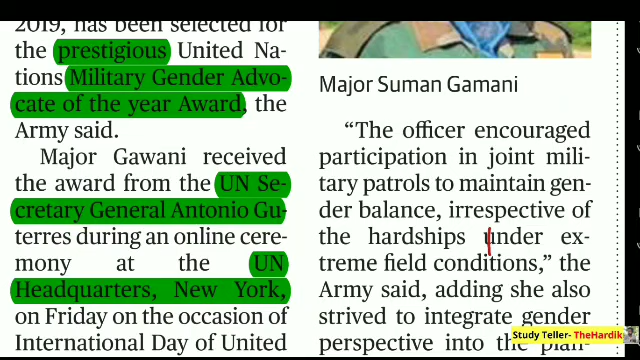 2019, has been selected for
the prestigious United Na-
tions Military Gender Advo-
cate of the year Award, the
Army said.
Major Gawani received
the award from the UN Se-
cretary General Antonio Gu-
terres during an online cere-
mony at the UN
Headquarters, New York,
on Friday on the occasion of
International Day of United
Major Suman Gamani
“The officer encouraged
participation in joint mili-
tary patrols to maintain gen-
der balance, irrespective of
the hardships under ex-
treme field conditions,” the
Army said, adding she also
strived to integrate gender
perspective into the plan-
Study Teller- TheHardik